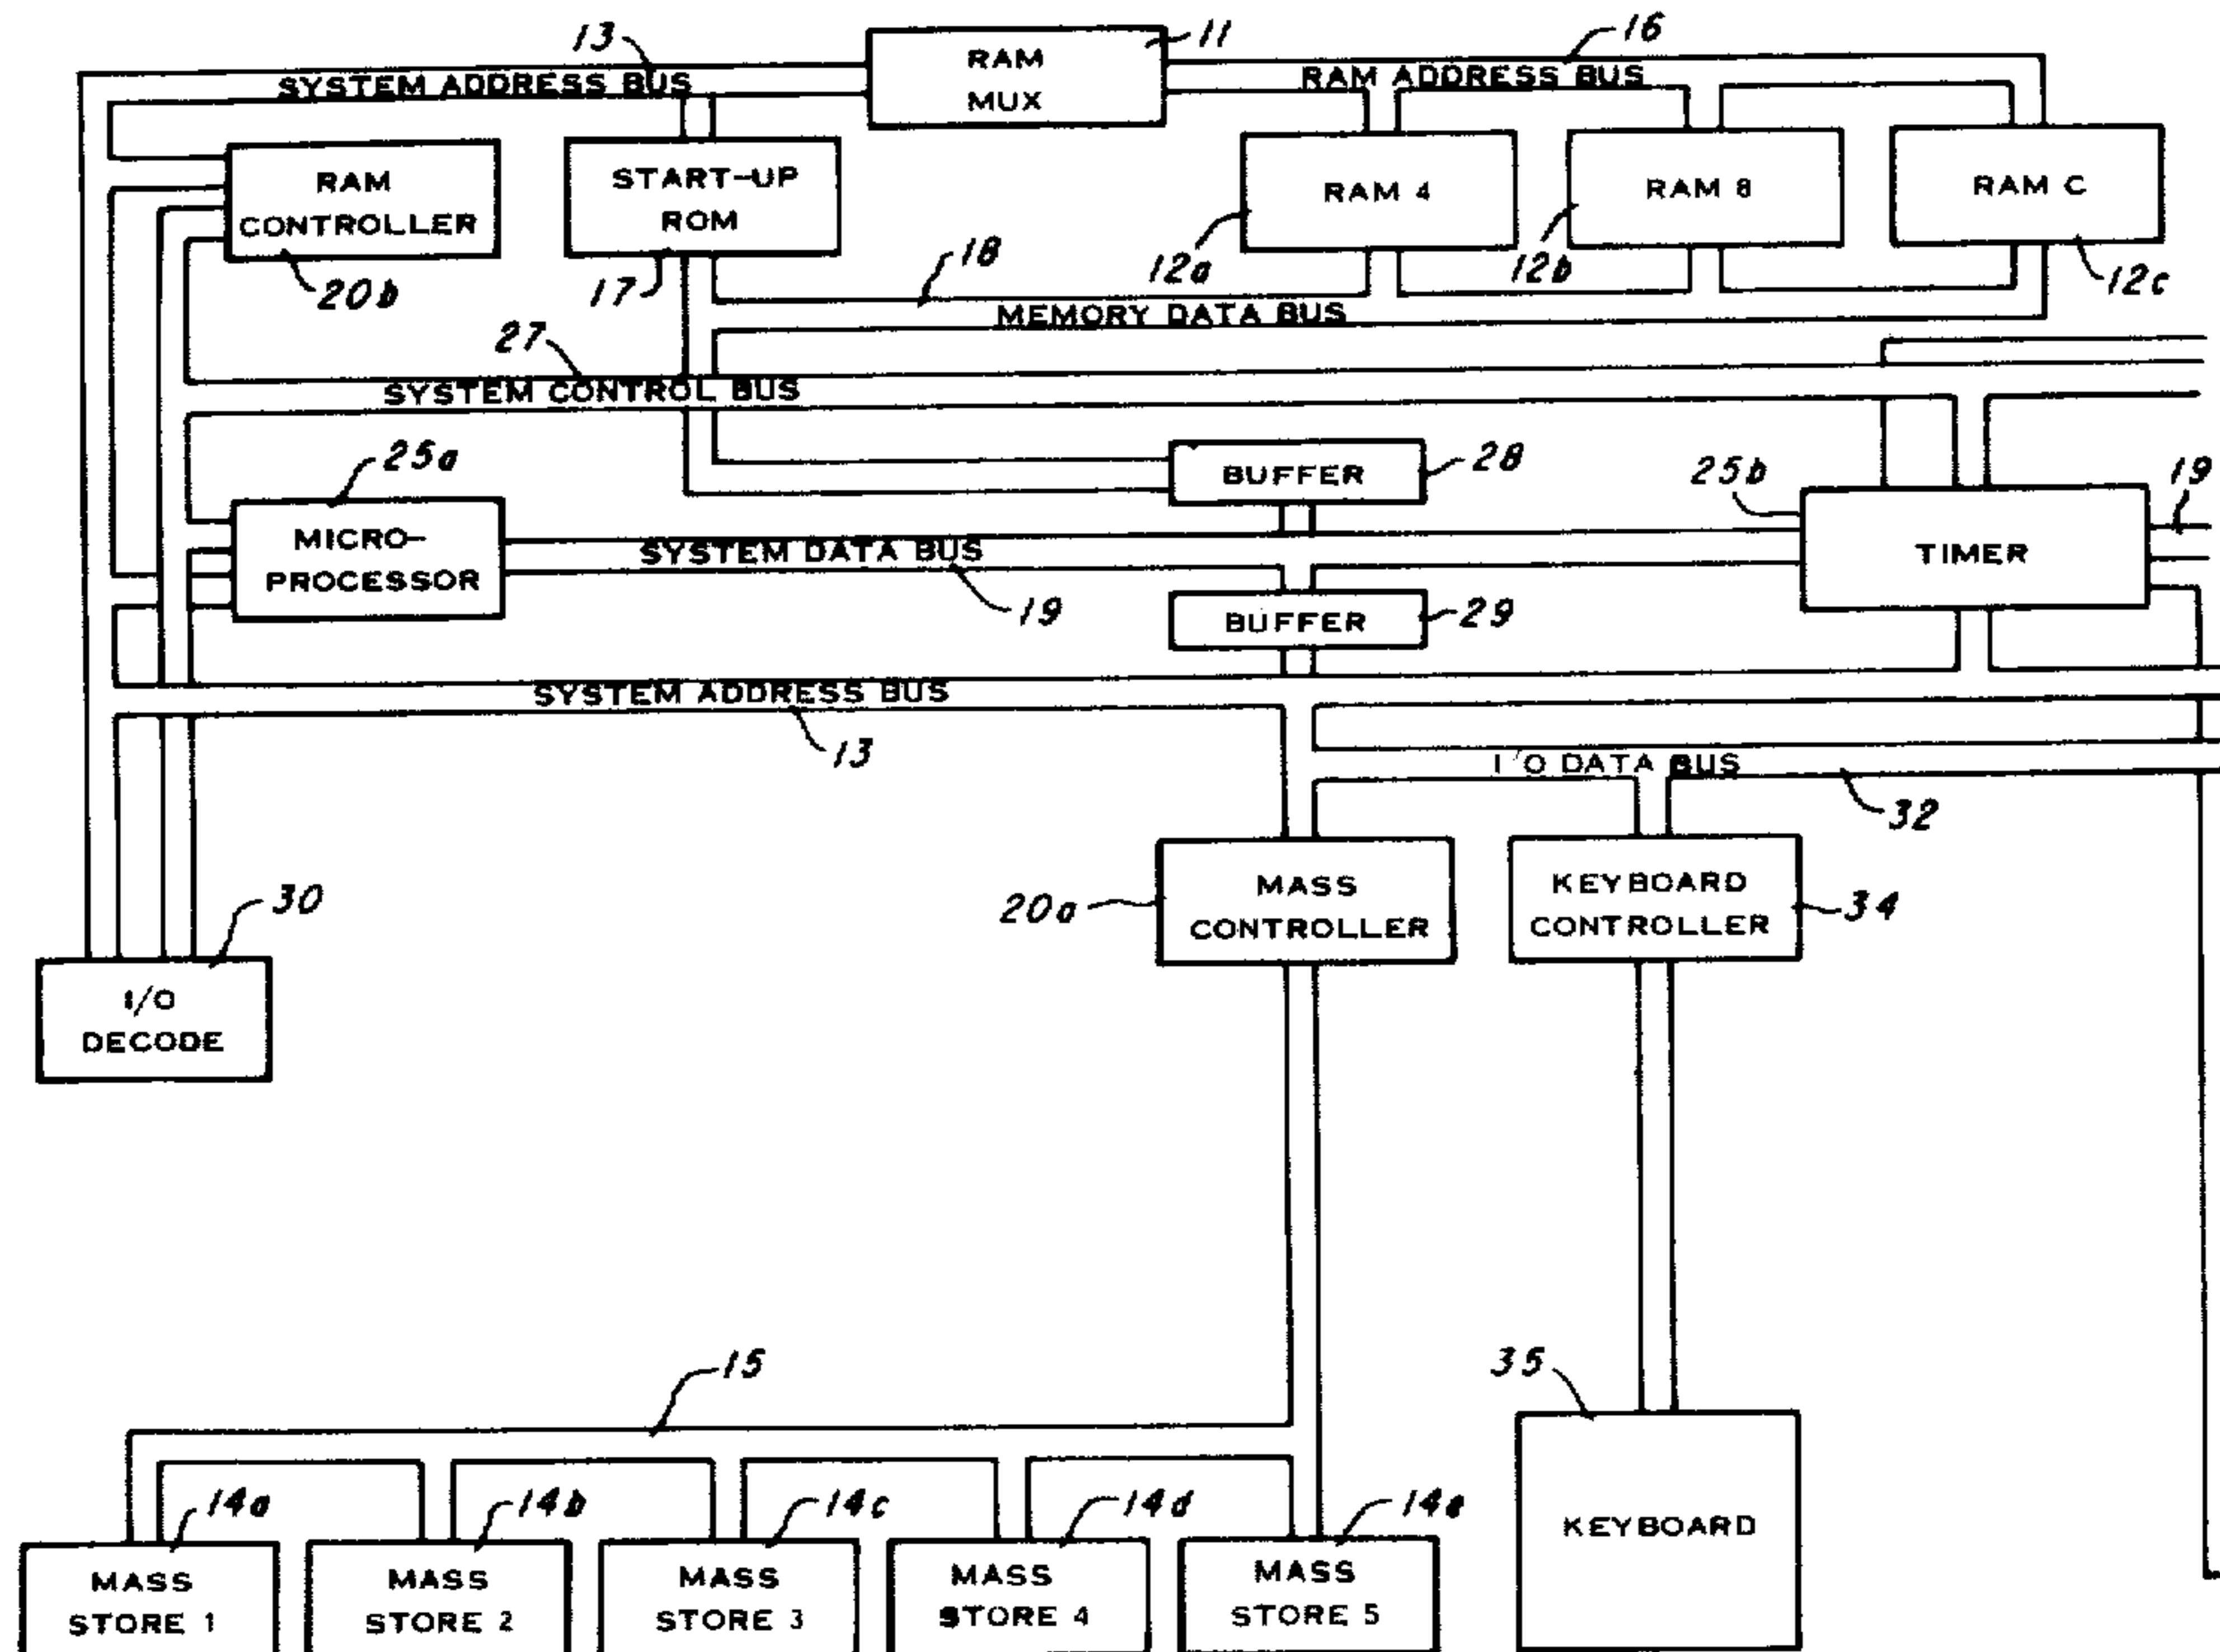 13
SYSTEM ADDRESS BUS
RAM
MUX
11
16
RAM ADDRESS BUS
RAM
CONTROLLER
20b
START-UP
ROM
17
18
MEMORY DATA BUS
RAM 4
12a
RAM 8
12b
RAM C
12c
27
SYSTEM CONTROL BUS
25a
MICRO-
PROCESSOR
BUFFER
28
SYSTEM DATA BUS
19
BUFFER
29
25b
TIMER
19
SYSTEM ADDRESS BUS
13
I/O DATA BUS
32
30
I/O
DECODE
20a
MASS
CONTROLLER
KEYBOARD
CONTROLLER
34
15
35
KEYBOARD
14a
MASS
STORE 1
14b
MASS
STORE 2
14c
MASS
STORE 3
14d
MASS
STORE 4
14e
MASS
STORE 5